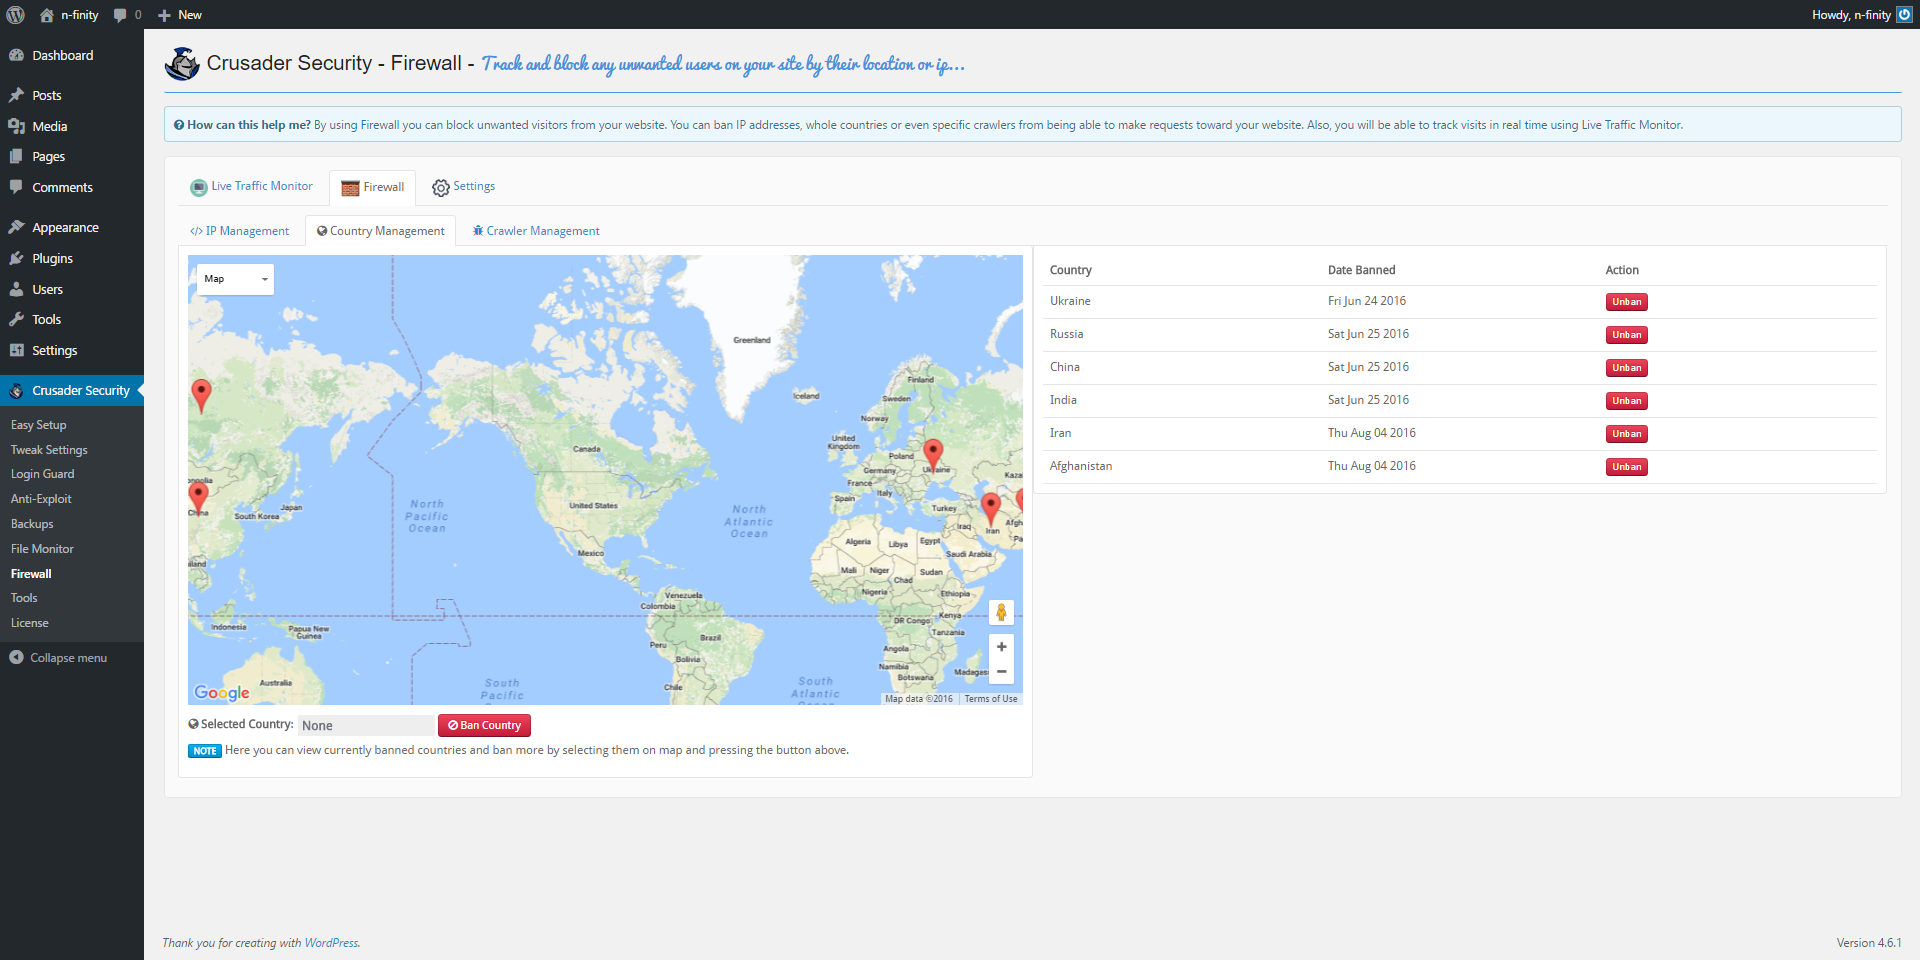 n-finity
0
New
Howdy, n-finity
Dashboard
Posts
Media
Pages
Comments
Appearance
Plugins
Users
Tools
Settings
Crusader Security
Easy Setup
Tweak Settings
Login Guard
Anti-Exploit
Backups
File Monitor
Firewall
Tools
License
Collapse menu
Crusader Security - Firewall - Track and block any unwanted users on your site by their location or ip...
How can this help me? By using Firewall you can block unwanted visitors from your website. You can ban IP addresses, whole countries or even specific crawlers from being able to make requests toward your website. Also, you will be able to track visits in real time using Live Traffic Monitor.
Live Traffic Monitor
Firewall
Settings
</> IP Management
Country Management
Crawler Management
Map
Greenland
Iceland
Finland
Sweden
Norway
United
Kingdom
Poland
Germany
Ukraine
France
Italy
Spain
Turkey
Kaza
Iraq
Iran
Afgh
Pa
Algeria
Libya
Egypt
Saudi Arabia
Mali
Niger
Chad
Sudan
Nigeria
Ethiopia
Kenya
DR Congo
Tanzania
Angola
Namibia
Botswana
Madagas
Canada
United States
Mexico
Venezuela
Colombia
Brazil
Peru
Bolivia
Chile
North
Pacific
Ocean
North
Atlantic
Ocean
South
Pacific
South
Atlantic
ongolia
China
South Korea
Japan
iland
Indonesia
Papua New
Guinea
Australia
Google
Map data ©2016
Terms of Use
Selected Country: None
Ban Country
NOTE Here you can view currently banned countries and ban more by selecting them on map and pressing the button above.
Country Date Banned Action
Ukraine Fri Jun 24 2016 Unban
Russia Sat Jun 25 2016 Unban
China Sat Jun 25 2016 Unban
India Sat Jun 25 2016 Unban
Iran Thu Aug 04 2016 Unban
Afghanistan Thu Aug 04 2016 Unban
Thank you for creating with WordPress.
Version 4.6.1